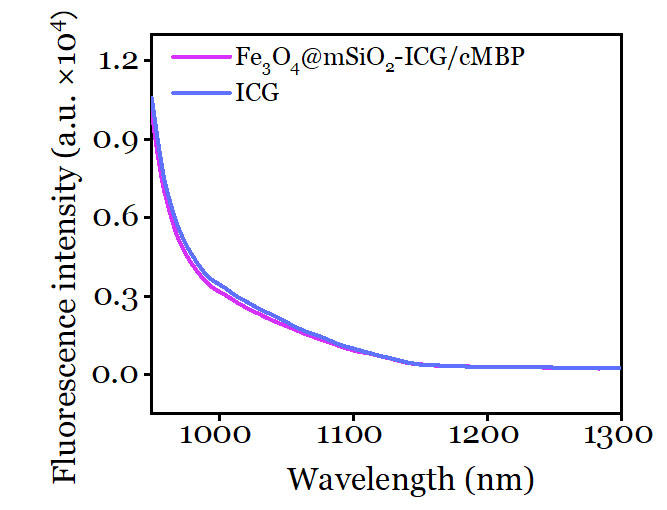 Fluorescence intensity (a.u. ×10⁴)
1.2
0.9
0.6
0.3
0.0
Fe₃O₄@mSiO₂-ICG/cMBP
ICG
1000 1100 1200 1300
Wavelength (nm)